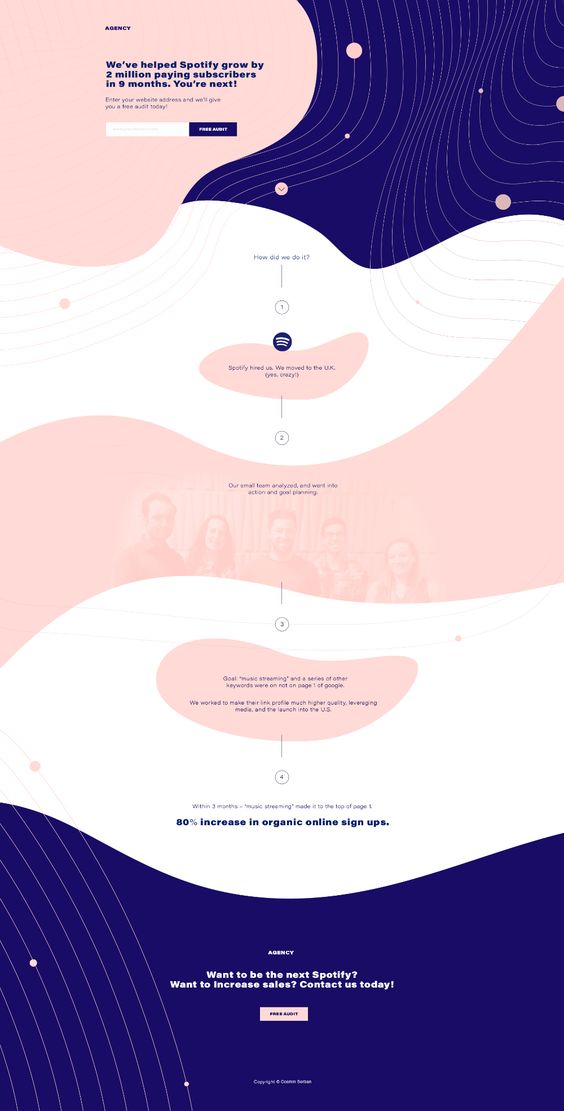 AGENCY
We've helped Spotify grow by
2 million paying subscribers
in 9 months. You're next!
Enter your website address and we'll give
you a free audit today!
FREE AUDIT
How did we do it?
1
Spotify hired us. We moved to the U.K.
(yes, crazy!)
2
Our small team analyzed, and went into
action and goal planning.
3
Goal: "music streaming" and a series of other
keywords were on not on page 1 of google.
We worked to make their link profile much higher quality, leveraging
media, and the launch into the U.S.
4
Within 3 months – "music streaming" made it to the top of page 1.
80% increase in organic online sign ups.
AGENCY
Want to be the next Spotify?
Want to Increase sales? Contact us today!
FREE AUDIT
Copyright © Cosmin Serban